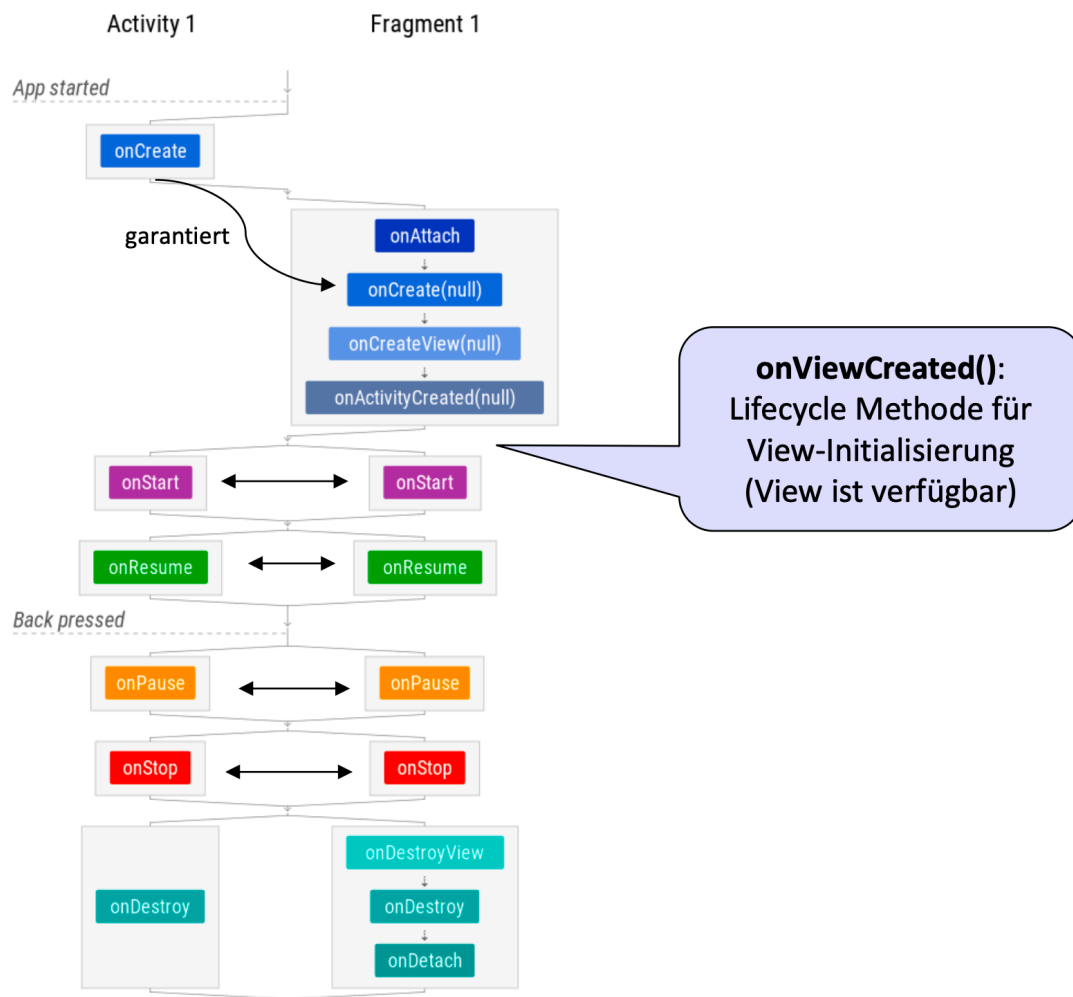 Activity 1 Fragment 1
App started
onCreate
garantiert
onAttach
onCreate(null)
onCreateView(null)
onActivityCreated(null)
onViewCreated():
Lifecycle Methode für
View-Initialisierung
(View ist verfügbar)
onStart onStart
onResume onResume
Back pressed
onPause onPause
onStop onStop
onDestroyView
onDestroy onDestroy
onDetach